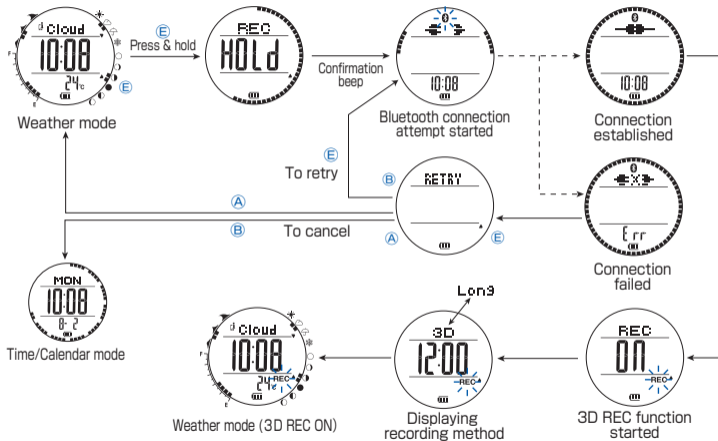 Cloud
10:08
24°C
E
F
E
Weather mode
E
Press & hold
REC
HOLd
Confirmation
beep
10:08
Bluetooth connection
attempt started
10:08
Connection
established
E
To retry
B
RETRY
A
E
Err
Connection
failed
A
B
To cancel
MON
10:08
8-2
Time/Calendar mode
Cloud
10:08
24°C
REC
E
Weather mode (3D REC ON)
Long
3D
12:00
REC
Displaying
recording method
REC
ON
REC
3D REC function
started